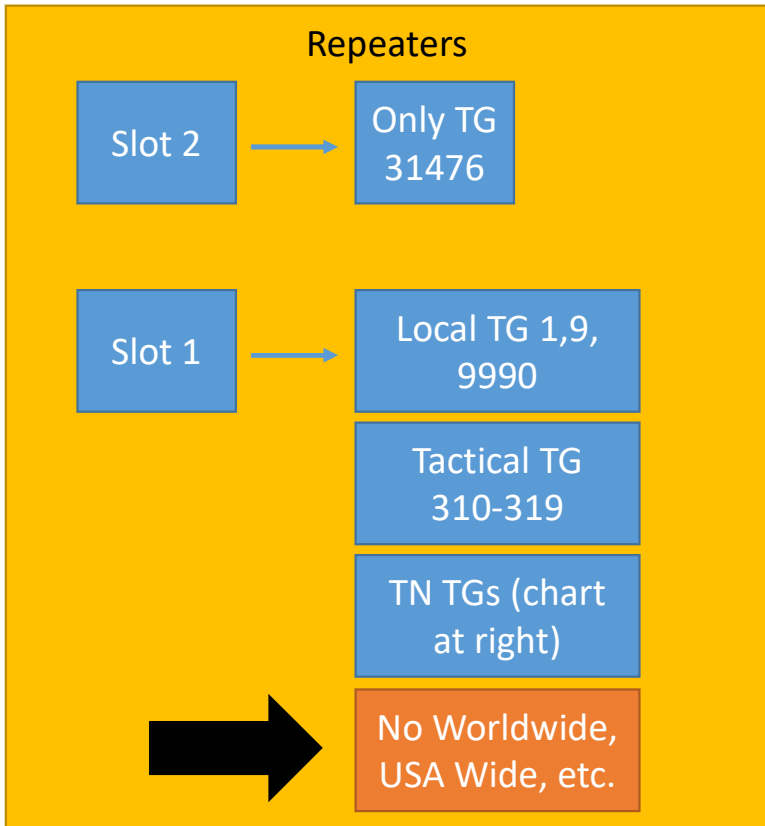 Repeaters
Slot 2
Only TG
31476
Slot 1
Local TG 1,9,
9990
Tactical TG
310-319
TN TGs (chart
at right)
No Worldwide,
USA Wide, etc.